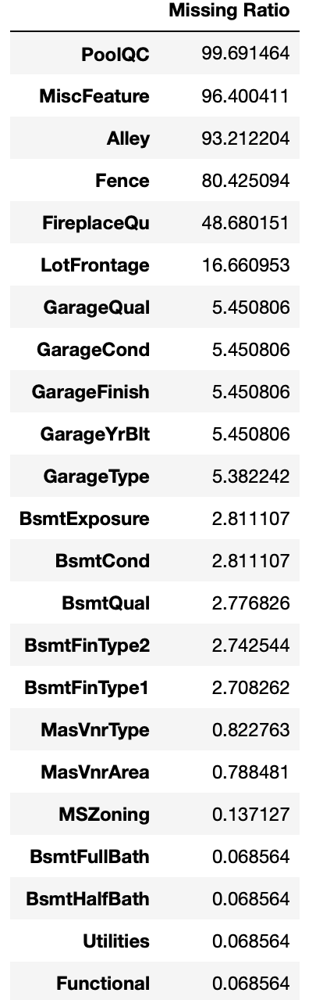 Missing Ratio
PoolQC 99.691464
MiscFeature 96.400411
Alley 93.212204
Fence 80.425094
FireplaceQu 48.680151
LotFrontage 16.660953
GarageQual 5.450806
GarageCond 5.450806
GarageFinish 5.450806
GarageYrBlt 5.450806
GarageType 5.382242
BsmtExposure 2.811107
BsmtCond 2.811107
BsmtQual 2.776826
BsmtFinType2 2.742544
BsmtFinType1 2.708262
MasVnrType 0.822763
MasVnrArea 0.788481
MSZoning 0.137127
BsmtFullBath 0.068564
BsmtHalfBath 0.068564
Utilities 0.068564
Functional 0.068564